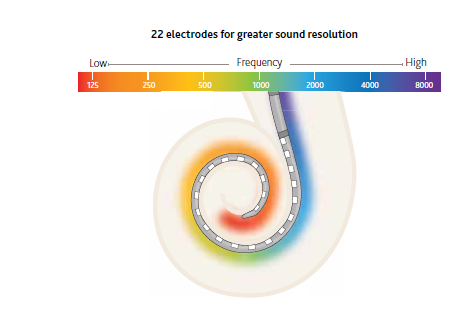 22 electrodes for greater sound resolution
Low Frequency High
125 250 500 1000 2000 4000 8000